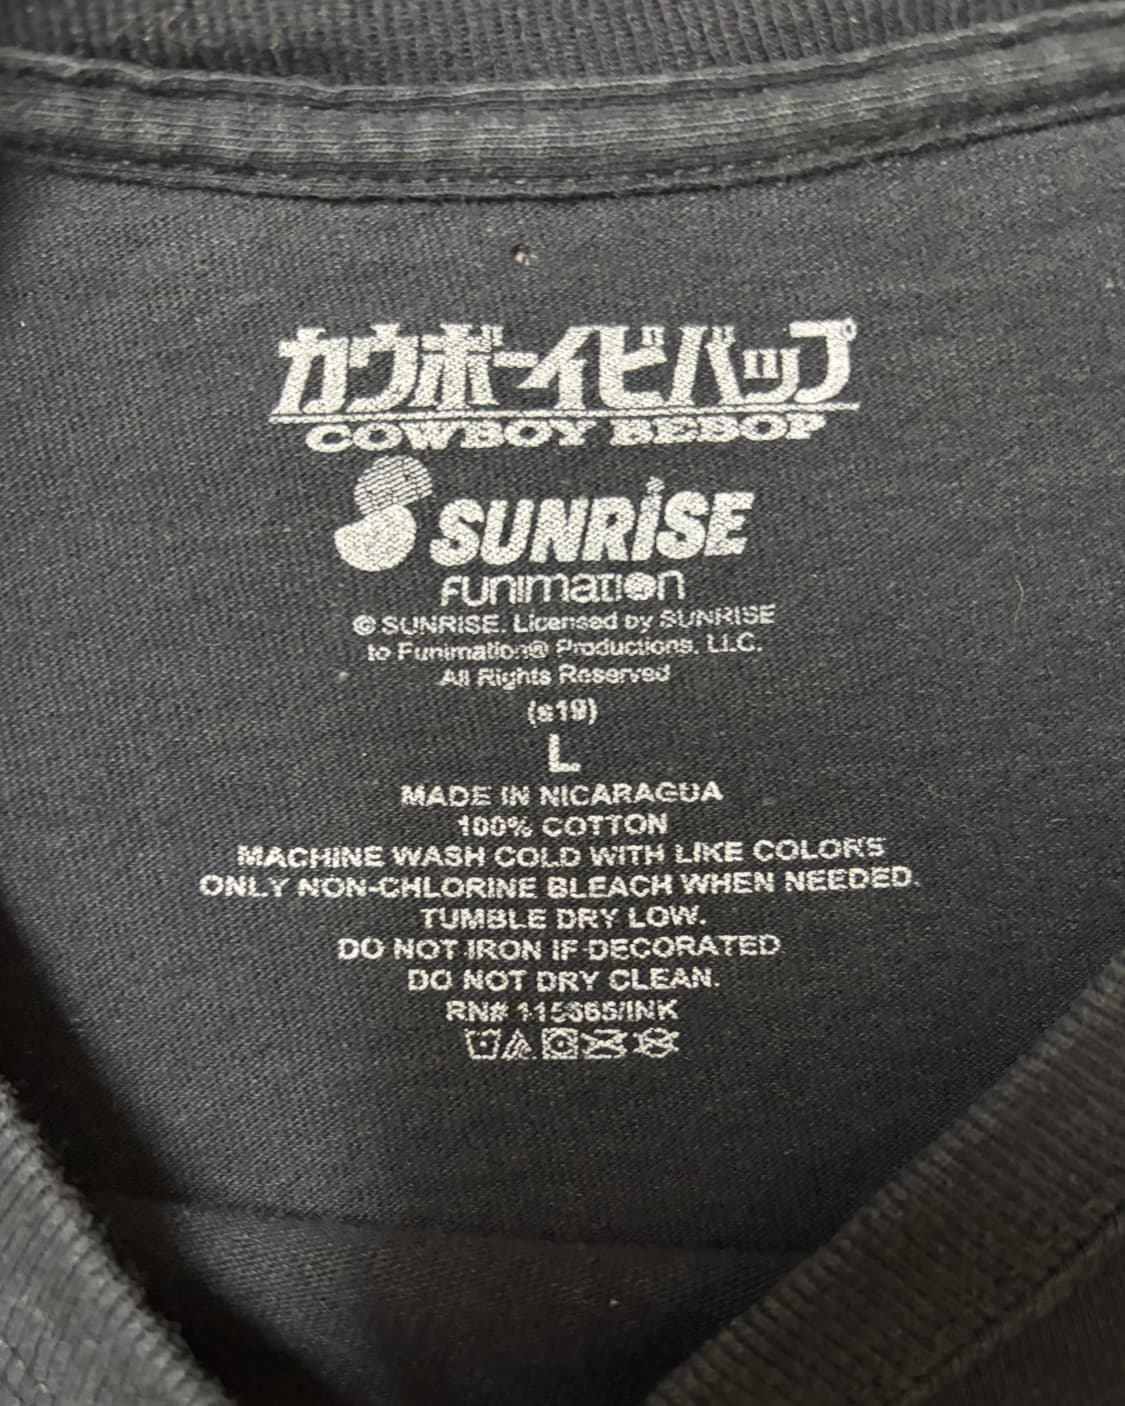 カウボーイビバップ
COWBOY BEBOP
SUNRISE
FUNIMATION
© SUNRISE. Licensed by SUNRISE
to Funimation® Productions, LLC.
All Rights Reserved
(s19)
L
MADE IN NICARAGUA
100% COTTON
MACHINE WASH COLD WITH LIKE COLORS
ONLY NON-CHLORINE BLEACH WHEN NEEDED.
TUMBLE DRY LOW.
DO NOT IRON IF DECORATED
DO NOT DRY CLEAN.
RN#